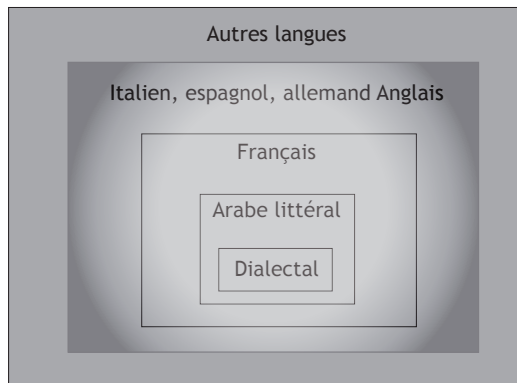 Autres langues
Italien, espagnol, allemand Anglais
Français
Arabe littéral
Dialectal